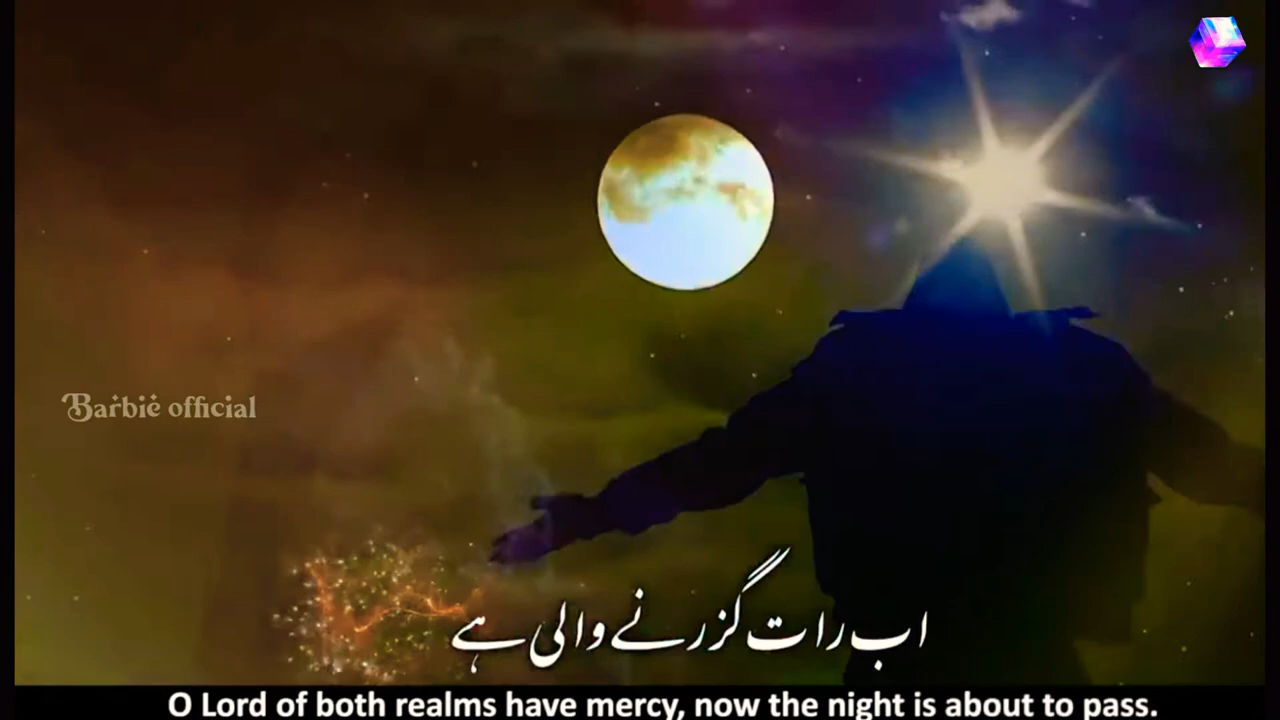 Barbie official
اب رات گزرنے والی ہے
O Lord of both realms have mercy, now the night is about to pass.